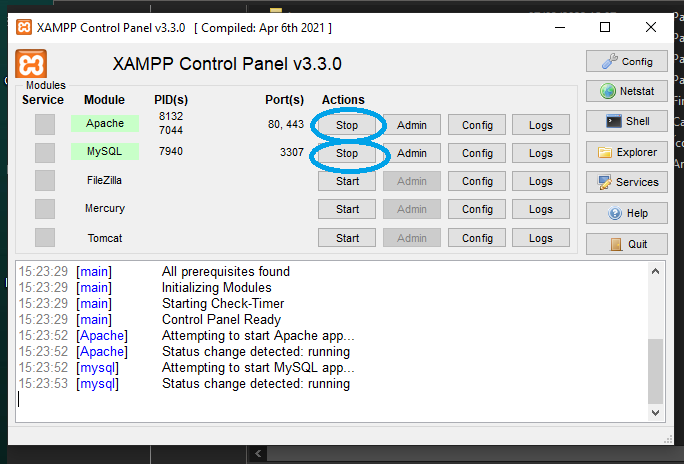 XAMPP Control Panel v3.3.0 [ Compiled: Apr 6th 2021 ]
XAMPP Control Panel v3.3.0
Config
Modules
Service Module PID(s) Port(s) Actions
Netstat
Apache 8132 7044 80, 443 Stop Admin Config Logs
Shell
MySQL 7940 3307 Stop Admin Config Logs
Explorer
FileZilla Start Admin Config Logs
Services
Mercury Start Admin Config Logs
Help
Tomcat Start Admin Config Logs
Quit
15:23:29 [main] All prerequisites found
15:23:29 [main] Initializing Modules
15:23:29 [main] Starting Check-Timer
15:23:29 [main] Control Panel Ready
15:23:52 [Apache] Attempting to start Apache app...
15:23:52 [Apache] Status change detected: running
15:23:52 [mysql] Attempting to start MySQL app...
15:23:53 [mysql] Status change detected: running